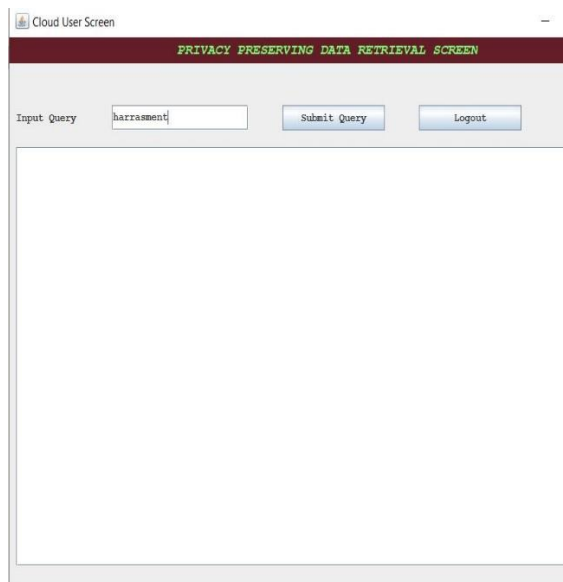 Cloud User Screen
PRIVACY PRESERVING DATA RETRIEVAL SCREEN
Input Query harrasment Submit Query Logout